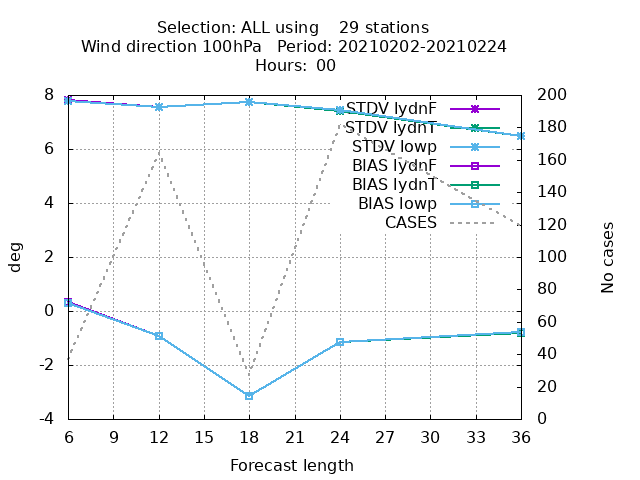 Selection: ALL using    29 stations
Wind direction 100hPa   Period: 20210202-20210224
Hours:  00
8
6
4
2
0
-2
-4
deg
200
180
160
140
120
100
80
60
40
20
0
No cases
STDV lydnF
STDV lydnT
STDV lowp
BIAS lydnF
BIAS lydnT
BIAS lowp
CASES
6 9 12 15 18 21 24 27 30 33 36
Forecast length